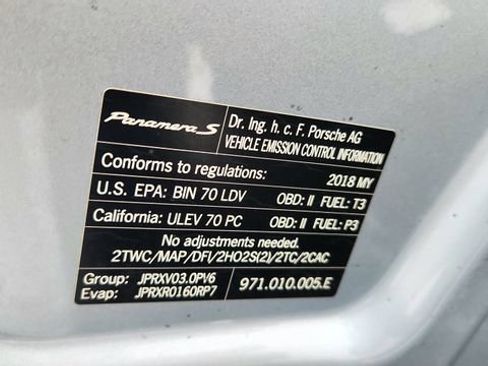 Panamera S
Dr. Ing. h. c. F. Porsche AG
VEHICLE EMISSION CONTROL INFORMATION
Conforms to regulations: 2018 MY
U.S. EPA: BIN 70 LDV OBD: II FUEL: T3
California: ULEV 70 PC OBD: II FUEL: P3
No adjustments needed.
2TWC/MAP/DFI/2HO2S(2)/2TC/2CAC
Group: JPRXV03.0PV6
Evap: JPRXR0160RP7
971.010.005.E